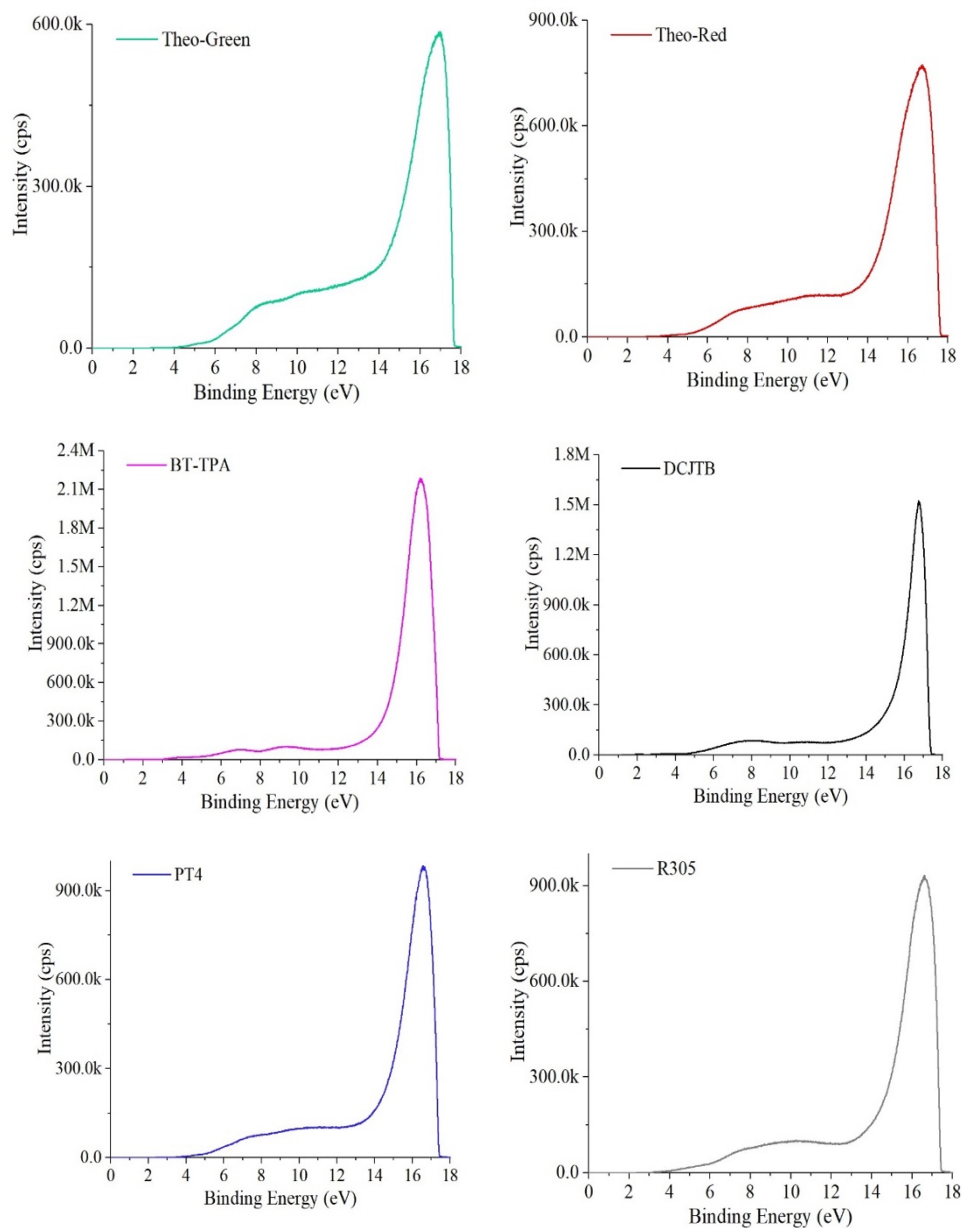 Theo-Green
Intensity (cps)
600.0k
300.0k
0.0
0 2 4 6 8 10 12 14 16 18
Binding Energy (eV)
Theo-Red
Intensity (cps)
900.0k
600.0k
300.0k
0.0
0 2 4 6 8 10 12 14 16 18
Binding Energy (eV)
BT-TPA
Intensity (cps)
2.4M
2.1M
1.8M
1.5M
1.2M
900.0k
600.0k
300.0k
0.0
0 2 4 6 8 10 12 14 16 18
Binding Energy (eV)
DCJTB
Intensity (cps)
1.8M
1.5M
1.2M
900.0k
600.0k
300.0k
0.0
0 2 4 6 8 10 12 14 16 18
Binding Energy (eV)
PT4
Intensity (cps)
900.0k
600.0k
300.0k
0.0
0 2 4 6 8 10 12 14 16 18
Binding Energy (eV)
R305
Intensity (cps)
900.0k
600.0k
300.0k
0.0
0 2 4 6 8 10 12 14 16 18
Binding Energy (eV)